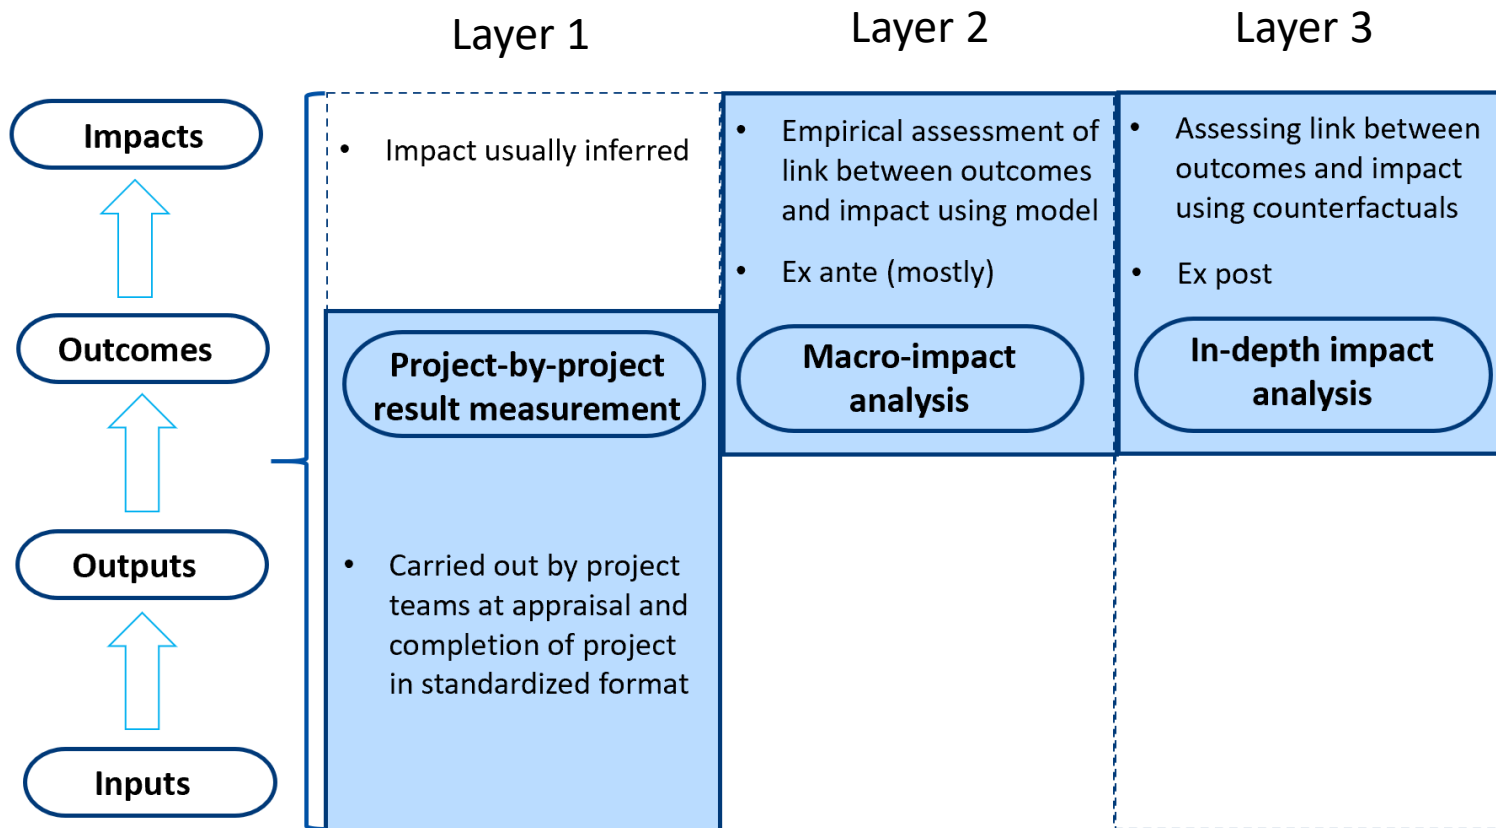 Layer 1
Layer 2
Layer 3
Impacts
Outcomes
Outputs
Inputs
• Impact usually inferred
Project-by-project
result measurement
• Carried out by project
teams at appraisal and
completion of project
in standardized format
• Empirical assessment of
link between outcomes
and impact using model
• Ex ante (mostly)
Macro-impact
analysis
• Assessing link between
outcomes and impact
using counterfactuals
• Ex post
In-depth impact
analysis